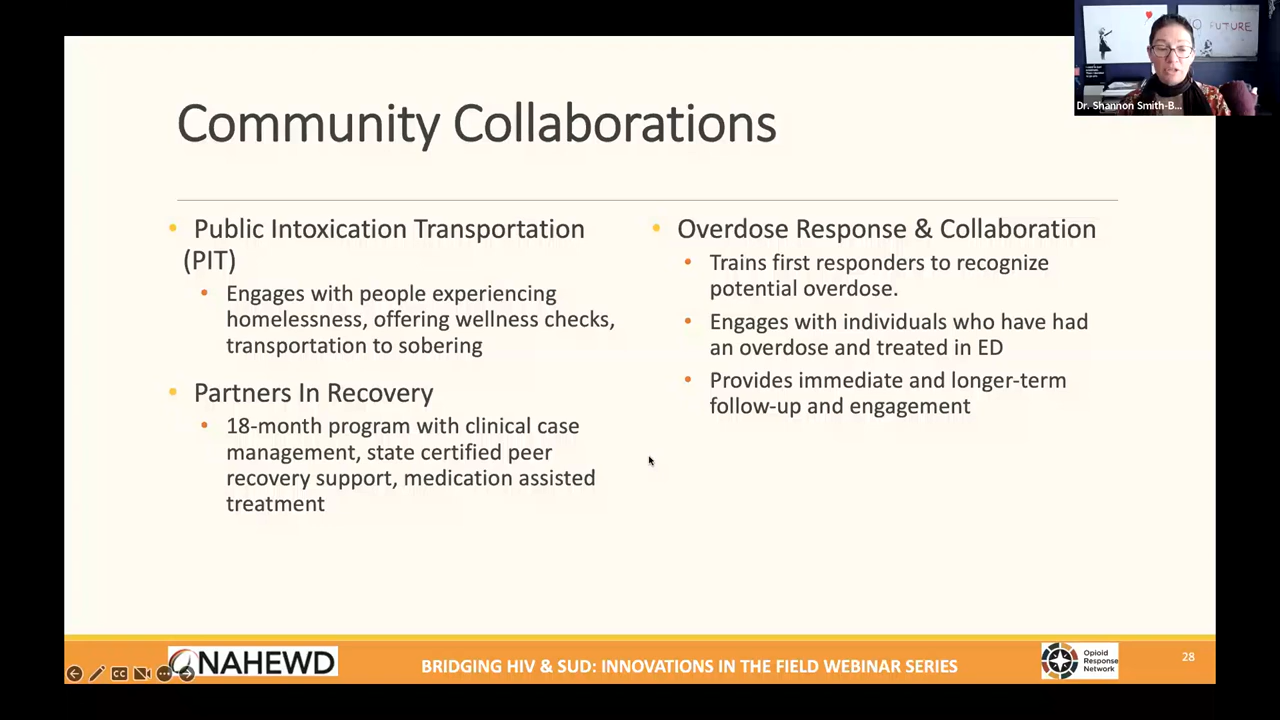 NO FUTURE
Dr. Shannon Smith-B...
Community Collaborations
• Public Intoxication Transportation
(PIT)
• Engages with people experiencing
homelessness, offering wellness checks,
transportation to sobering
• Partners In Recovery
• 18-month program with clinical case
management, state certified peer
recovery support, medication assisted
treatment
• Overdose Response & Collaboration
• Trains first responders to recognize
potential overdose.
• Engages with individuals who have had
an overdose and treated in ED
• Provides immediate and longer-term
follow-up and engagement
NAHEWD
BRIDGING HIV & SUD: INNOVATIONS IN THE FIELD WEBINAR SERIES
Opioid
Response
Network
28
CC